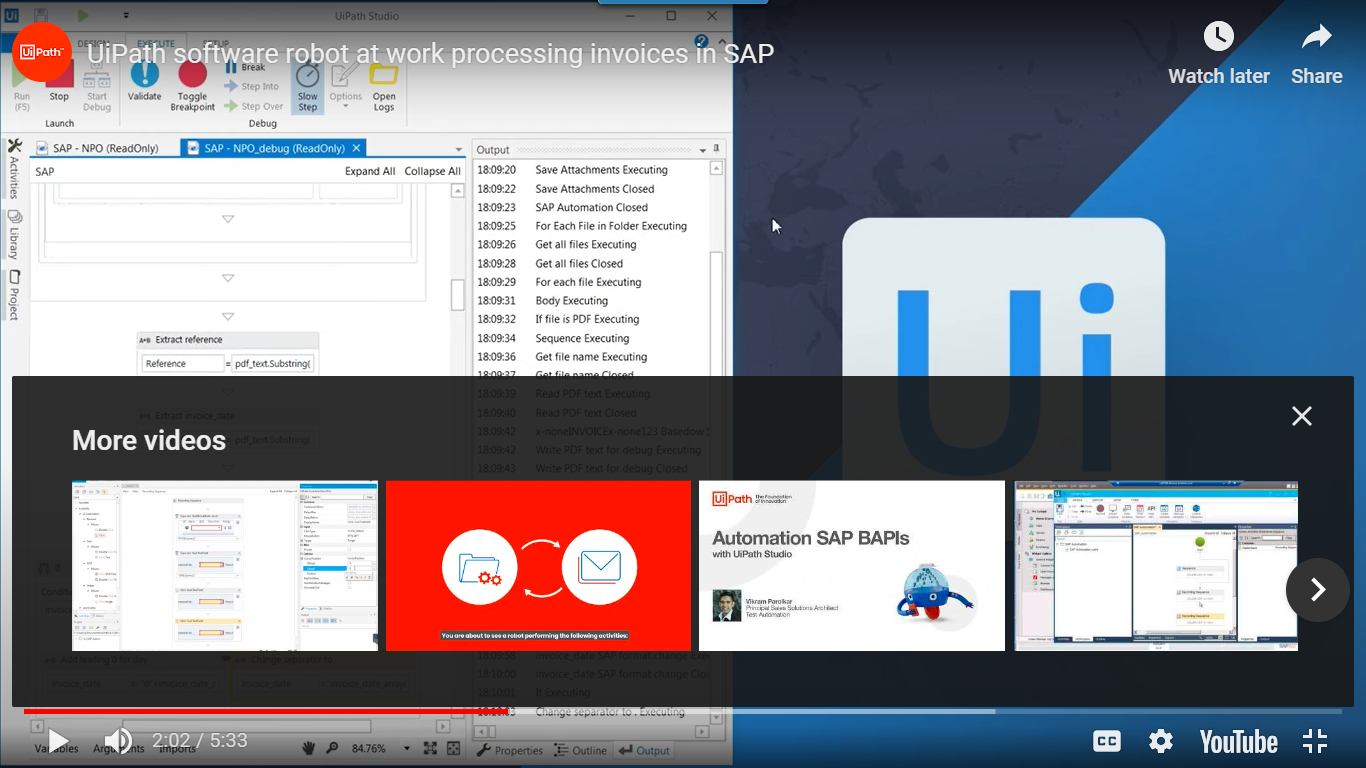 UiPath Studio
UiPath
DESIGN EXECUTE SETUP
UiPath software robot at work processing invoices in SAP
Watch later
Share
Run (F5)
Stop
Start Debug
Validate
Toggle Breakpoint
Break
Step Into
Step Over
Slow Step
Options
Open Logs
Launch
Debug
SAP - NPO (ReadOnly)
SAP - NPO_debug (ReadOnly)
SAP
Expand All Collapse All
Activities
Library
Project
Extract reference
Reference = pdf_text.Substring(
Extract invoice_date
pdf_text.Substring(
Output
18:09:20 Save Attachments Executing
18:09:22 Save Attachments Closed
18:09:23 SAP Automation Closed
18:09:25 For Each File in Folder Executing
18:09:26 Get all files Executing
18:09:28 Get all files Closed
18:09:29 For each file Executing
18:09:31 Body Executing
18:09:32 If file is PDF Executing
18:09:34 Sequence Executing
18:09:36 Get file name Executing
18:09:37 Get file name Closed
18:09:39 Read PDF text Executing
18:09:40 Read PDF text Closed
18:09:42 x-noneINVOICEx-none123 Basedow
18:09:42 Write PDF text for debug Executing
18:09:43 Write PDF text for debug Closed
Ui
More videos
You are about to see a robot performing the following activities:
UiPath The Foundation of Innovation
Automation SAP BAPIs
with UiPath Studio
Vikram Parolkar
Principal Sales Solutions Architect
Test Automation
Add leading 0 for day
Change separator to .
invoice_date = "0"+invoice_date_
invoice_date = invoice_date_array
18:09:58 invoice_date SAP format change Exe
18:10:00 invoice_date SAP format change Clo
18:10:01 If Executing
18:10:03 Change separator to . Executing
Variables Arguments Imports
84.76%
Properties
Outline
Output
2:02 / 5:33
CC
YouTube